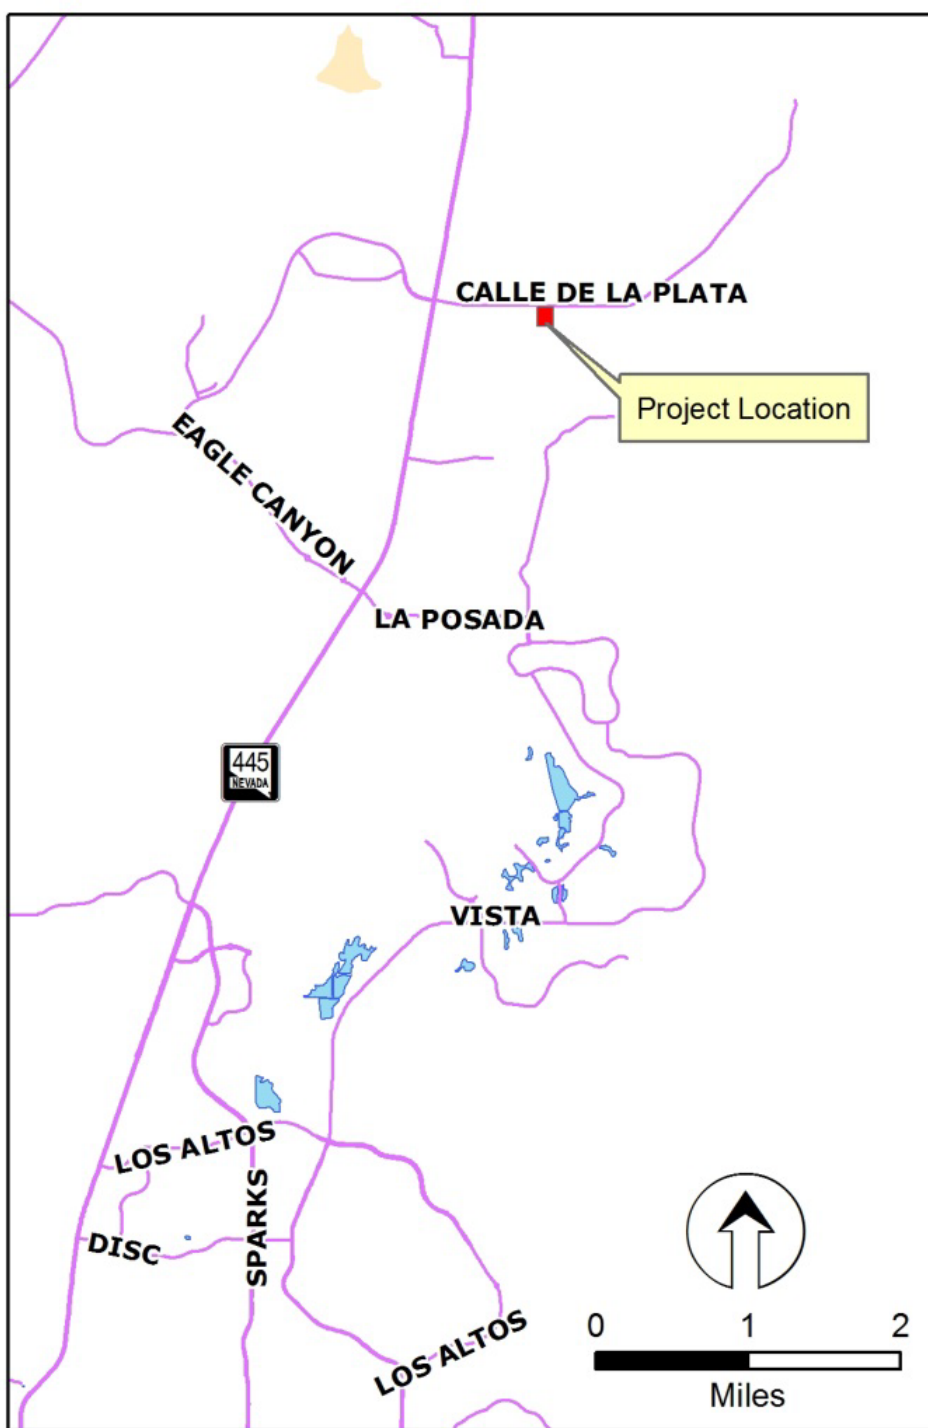 CALLE DE LA PLATA
Project Location
EAGLE CANYON
LA POSADA
445
NEVADA
VISTA
LOS ALTOS
SPARKS
DISC
LOS ALTOS
0 1 2
Miles